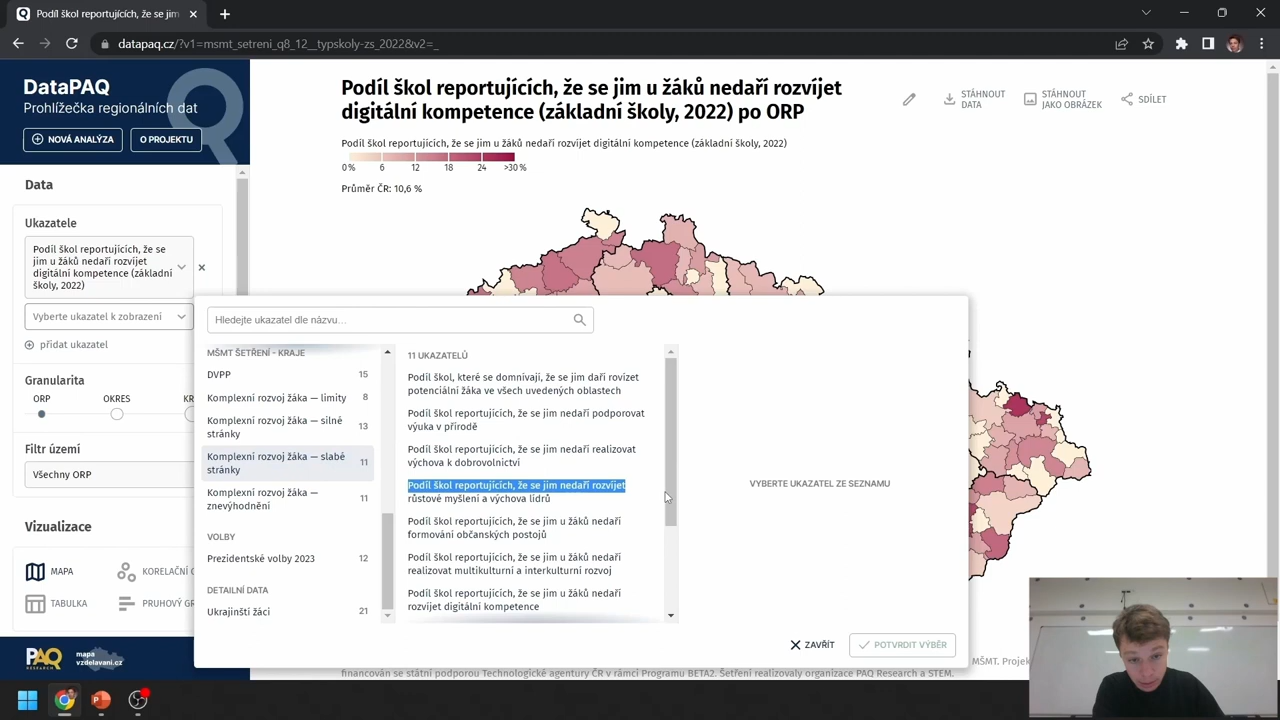 Podíl škol reportujících, že se jim
datapaq.cz/?v1=msmt_setreni_q8_12__typskoly-zs_2022&v2=_
DataPAQ
Prohlížečka regionálních dat
NOVÁ ANALÝZA
O PROJEKTU
Data
Ukazatele
Podíl škol reportujících, že se
jim u žáků nedaří rozvíjet
digitální kompetence (základní
školy, 2022)
Vyberte ukazatel k zobrazení
přidat ukazatel
Granularita
ORP
OKRES
KR
Filtr území
Všechny ORP
Vizualizace
MAPA
KORELAČNÍ
TABULKA
PRUHOVÝ GR
PAQ
RESEARCH
mapa
vzdelavani.cz
Podíl škol reportujících, že se jim u žáků nedaří rozvíjet
digitální kompetence (základní školy, 2022) po ORP
STÁHNOUT
DATA
STÁHNOUT
JAKO OBRÁZEK
SDÍLET
Podíl škol reportujících, že se jim u žáků nedaří rozvíjet digitální kompetence (základní školy, 2022)
0 % 6 12 18 24 >30 %
Průměr ČR: 10,6 %
Hledejte ukazatel dle názvu...
MŠMT ŠETŘENÍ - KRAJE
DVPP 15
Komplexní rozvoj žáka — limity 8
Komplexní rozvoj žáka — silné
stránky 13
Komplexní rozvoj žáka — slabé
stránky 11
Komplexní rozvoj žáka —
znevýhodnění 11
VOLBY
Prezidentské volby 2023 12
DETAILNÍ DATA
Ukrajinští žáci 21
11 UKAZATELŮ
Podíl škol, které se domnívají, že se jim daří rovízet
potenciální žáka ve všech uvedených oblastech
Podíl škol reportujících, že se jim nedaří podporovat
výuka v přírodě
Podíl škol reportujících, že se jim nedaří realizovat
výchova k dobrovolnictví
Podíl škol reportujících, že se jim nedaří rozvíjet
růstové myšlení a výchova lídrů
Podíl škol reportujících, že se jim u žáků nedaří
formování občanských postojů
Podíl škol reportujících, že se jim u žáků nedaří
realizovat multikulturní a interkulturní rozvoj
Podíl škol reportujících, že se jim u žáků nedaří
rozvíjet digitální kompetence
VYBERTE UKAZATEL ZE SEZNAMU
ZAVŘÍT
POTVRDIT VÝBĚR
MŠMT. Projek
financován se státní podporou Technologické agentury ČR v rámci Programu BETA2. Šetření realizovaly organizace PAQ Research a STEM.